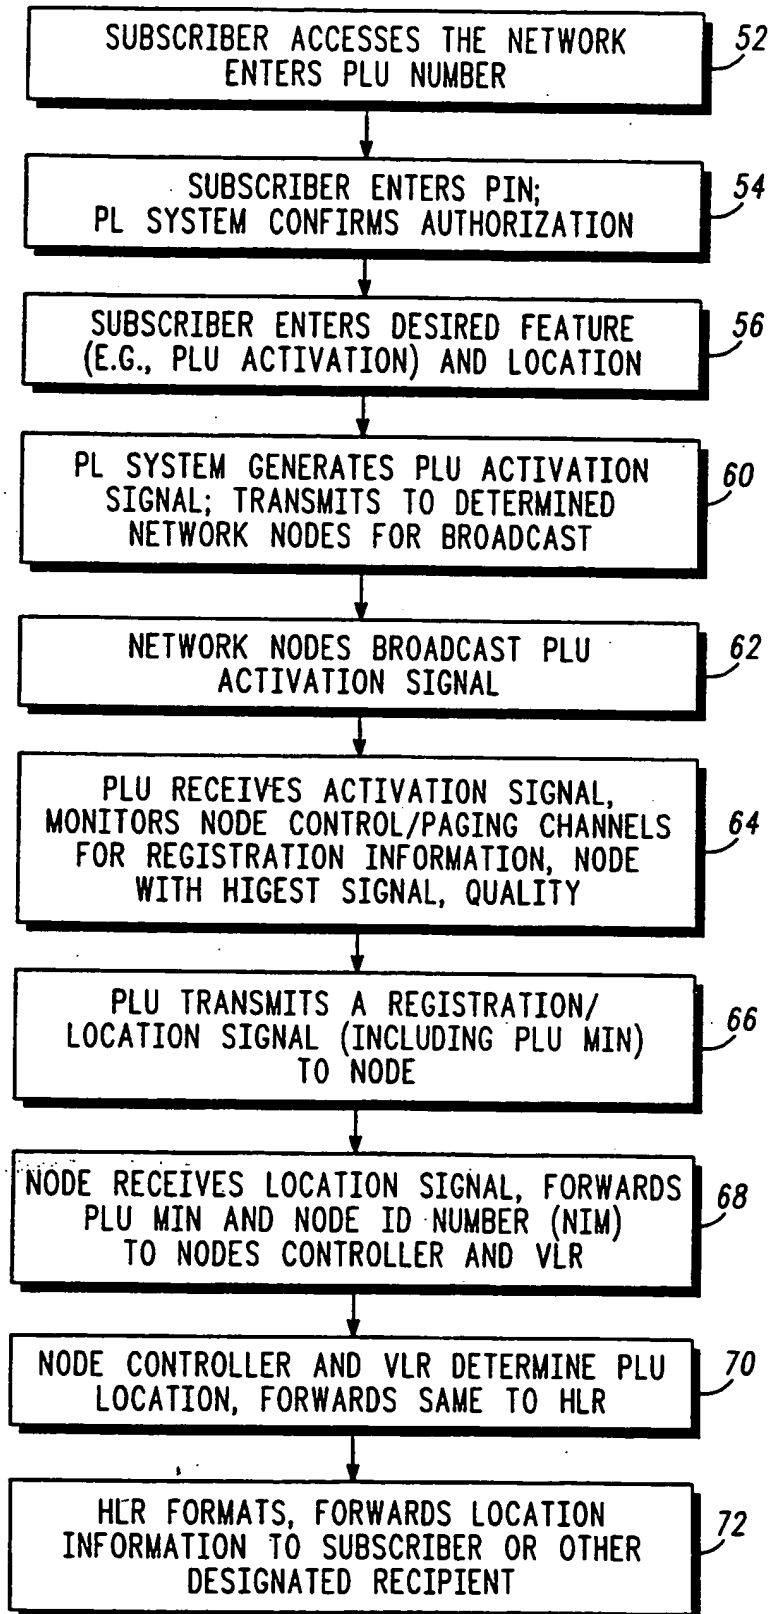 SUBSCRIBER ACCESSES THE NETWORK
ENTERS PLU NUMBER
52
SUBSCRIBER ENTERS PIN;
PL SYSTEM CONFIRMS AUTHORIZATION
54
SUBSCRIBER ENTERS DESIRED FEATURE
(E.G., PLU ACTIVATION) AND LOCATION
56
PL SYSTEM GENERATES PLU ACTIVATION
SIGNAL; TRANSMITS TO DETERMINED
NETWORK NODES FOR BROADCAST
60
NETWORK NODES BROADCAST PLU
ACTIVATION SIGNAL
62
PLU RECEIVES ACTIVATION SIGNAL,
MONITORS NODE CONTROL/PAGING CHANNELS
FOR REGISTRATION INFORMATION, NODE
WITH HIGEST SIGNAL, QUALITY
64
PLU TRANSMITS A REGISTRATION/
LOCATION SIGNAL (INCLUDING PLU MIN)
TO NODE
66
NODE RECEIVES LOCATION SIGNAL, FORWARDS
PLU MIN AND NODE ID NUMBER (NIM)
TO NODES CONTROLLER AND VLR
68
NODE CONTROLLER AND VLR DETERMINE PLU
LOCATION, FORWARDS SAME TO HLR
70
HLR FORMATS, FORWARDS LOCATION
INFORMATION TO SUBSCRIBER OR OTHER
DESIGNATED RECIPIENT
72